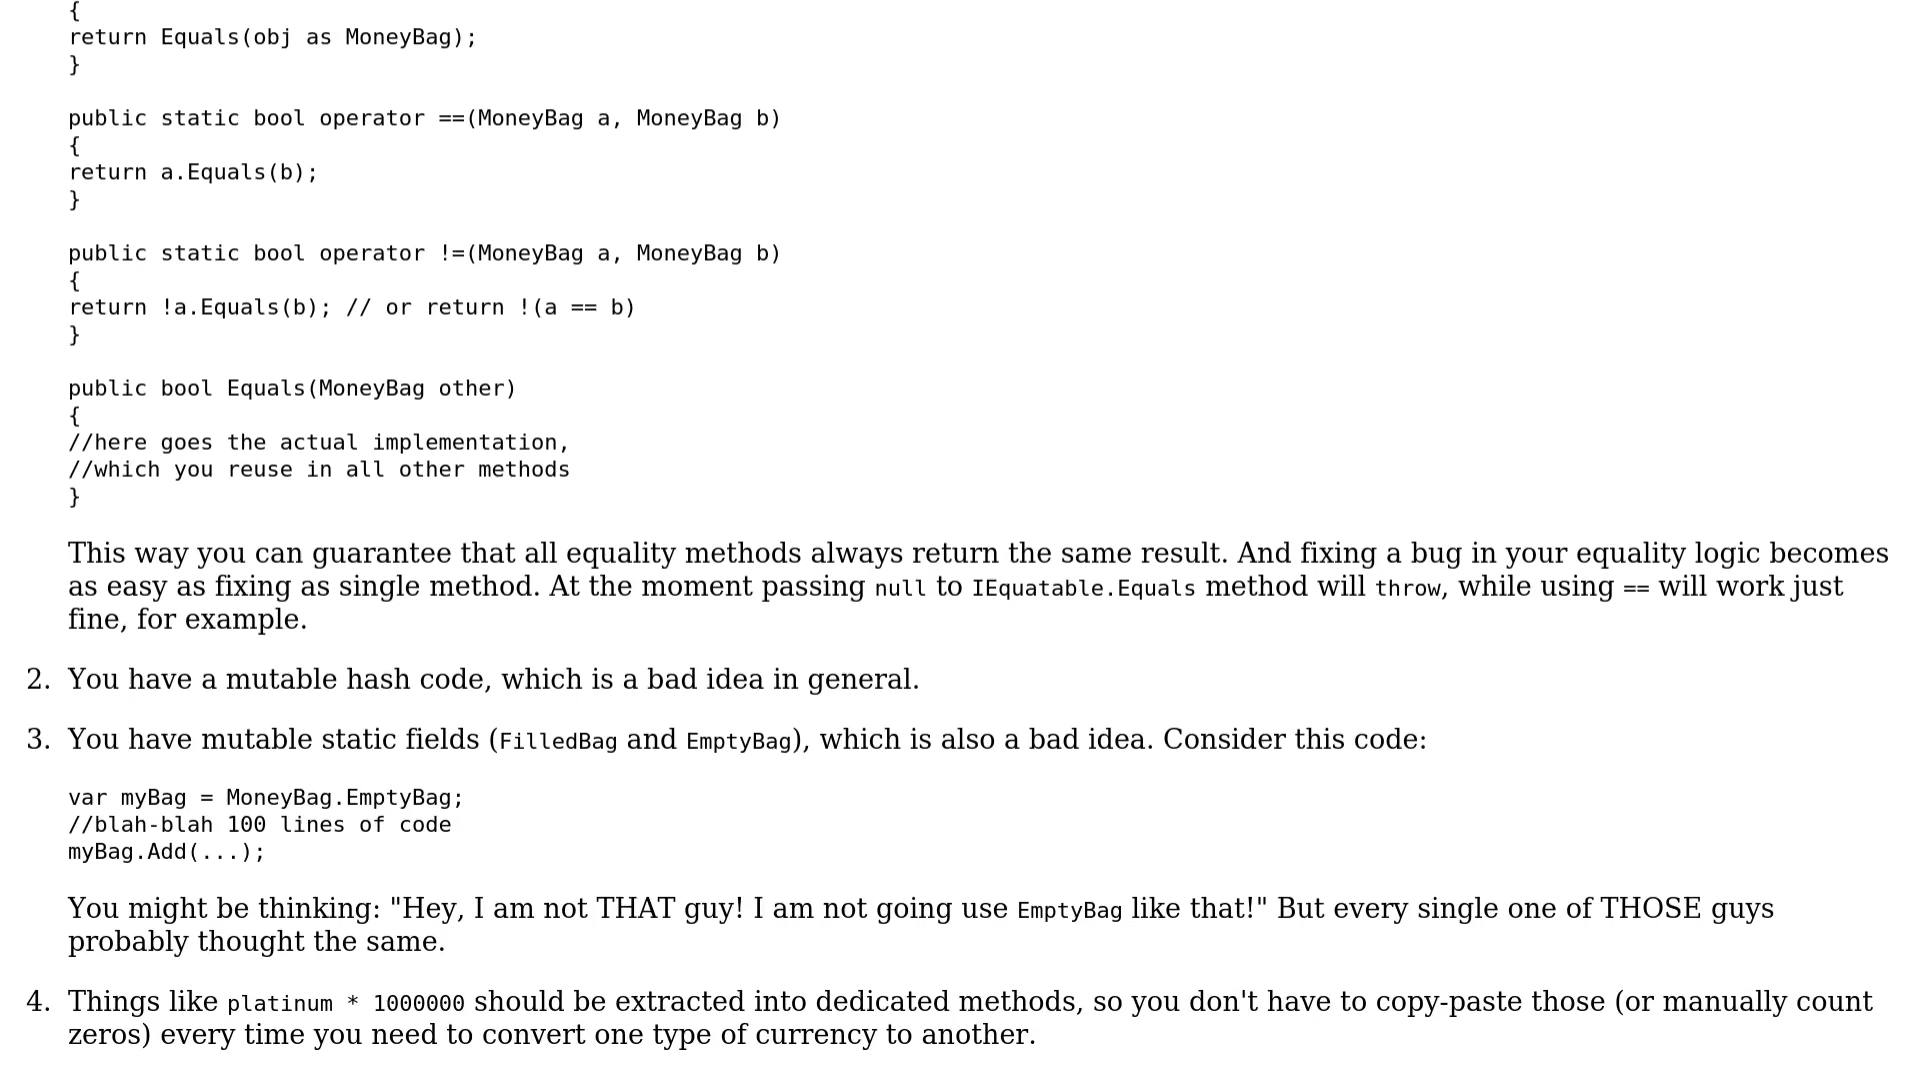 {
return Equals(obj as MoneyBag);
}
public static bool operator ==(MoneyBag a, MoneyBag b)
{
return a.Equals(b);
}
public static bool operator !=(MoneyBag a, MoneyBag b)
{
return !a.Equals(b); // or return !(a == b)
}
public bool Equals(MoneyBag other)
{
//here goes the actual implementation,
//which you reuse in all other methods
}
This way you can guarantee that all equality methods always return the same result. And fixing a bug in your equality logic becomes
as easy as fixing as single method. At the moment passing null to IEquatable.Equals method will throw, while using == will work just
fine, for example.
2. You have a mutable hash code, which is a bad idea in general.
3. You have mutable static fields (FilledBag and EmptyBag), which is also a bad idea. Consider this code:
var myBag = MoneyBag.EmptyBag;
//blah-blah 100 lines of code
myBag.Add(...);
You might be thinking: "Hey, I am not THAT guy! I am not going use EmptyBag like that!" But every single one of THOSE guys
probably thought the same.
4. Things like platinum * 1000000 should be extracted into dedicated methods, so you don't have to copy-paste those (or manually count
zeros) every time you need to convert one type of currency to another.